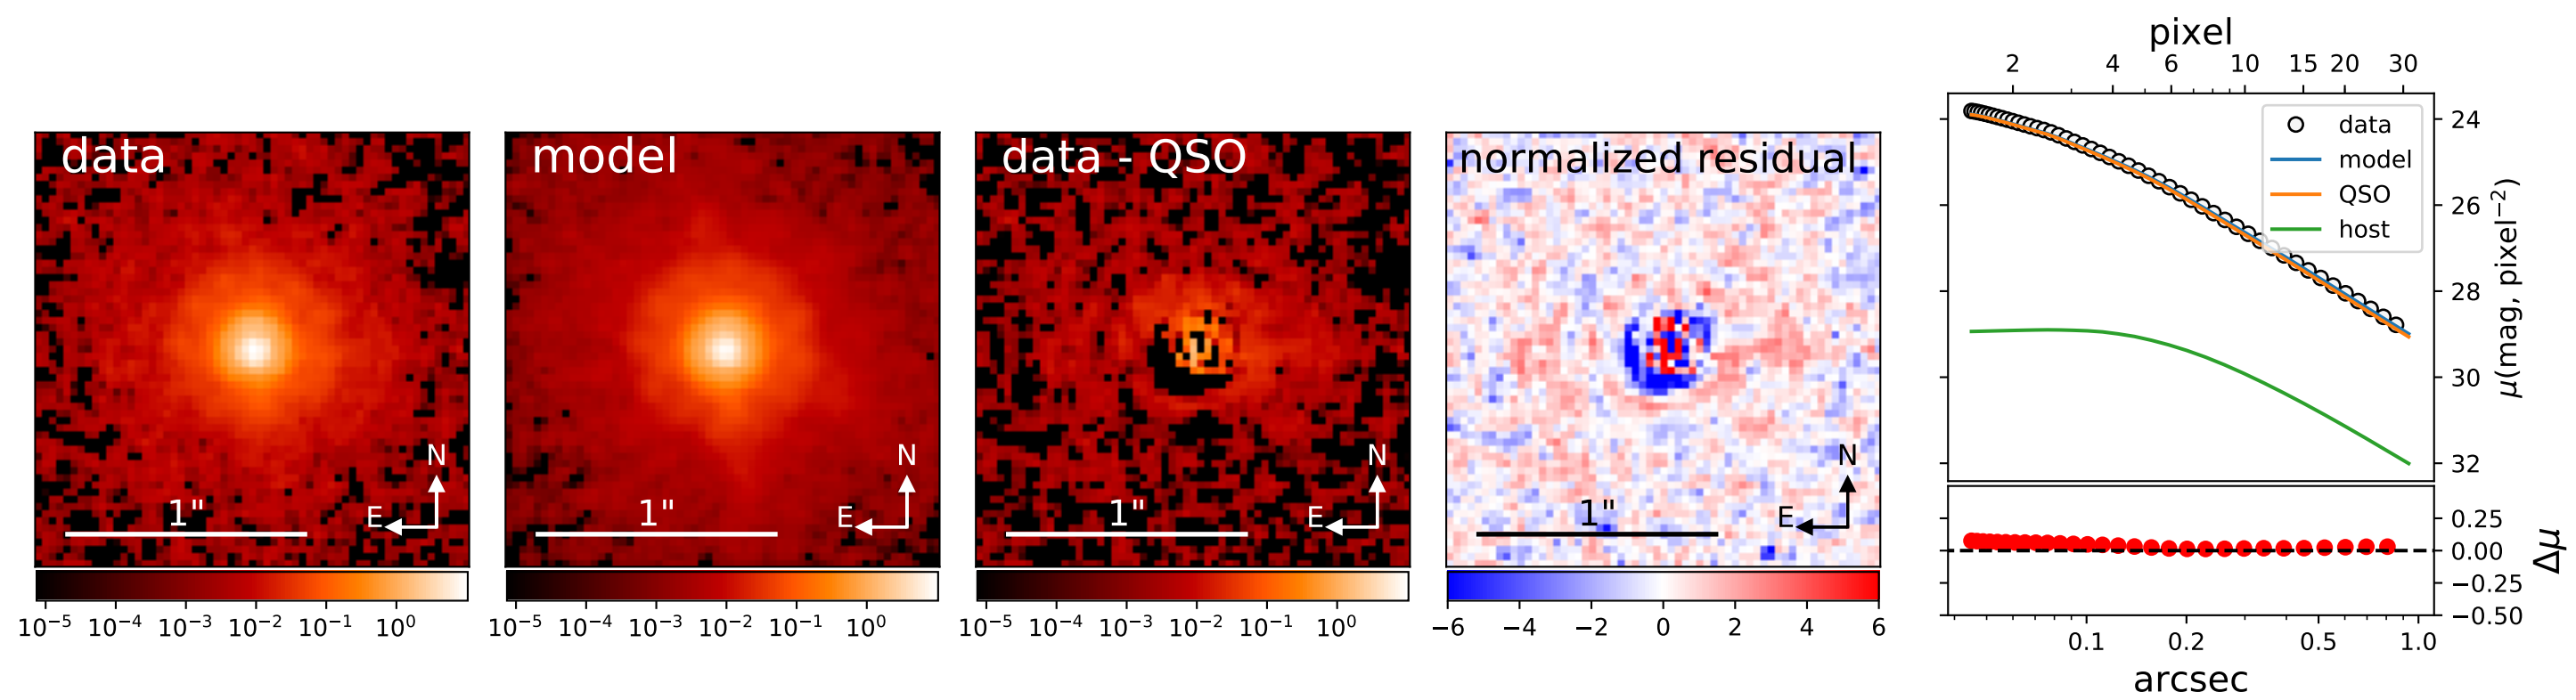 data
N
E
1"
10⁻⁵ 10⁻⁴ 10⁻³ 10⁻² 10⁻¹ 10⁰
model
N
E
1"
10⁻⁵ 10⁻⁴ 10⁻³ 10⁻² 10⁻¹ 10⁰
data - QSO
N
E
1"
10⁻⁵ 10⁻⁴ 10⁻³ 10⁻² 10⁻¹ 10⁰
normalized residual
N
E
1"
−6 −4 −2 0 2 4 6
pixel
2 4 6 10 15 20 30
data
model
QSO
host
24
26
28
30
32
μ(mag, pixel⁻²)
0.25
0.00
−0.25
−0.50
Δμ
0.1 0.2 0.5 1.0
arcsec